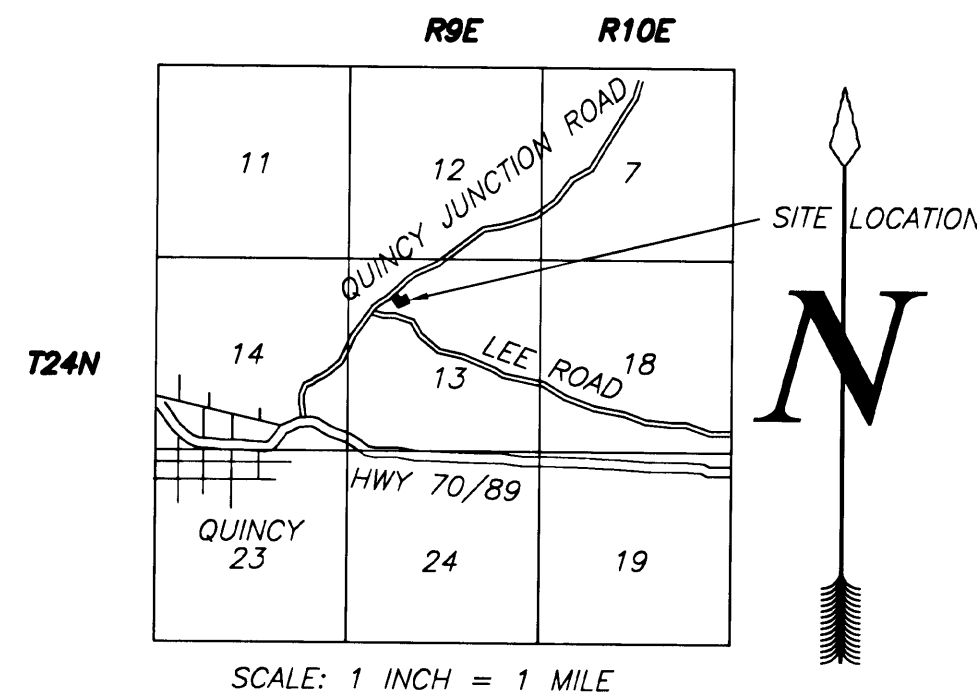 R9E R10E
11
12
7
QUINCY JUNCTION ROAD
SITE LOCATION
T24N
14
13
LEE ROAD
18
N
HWY 70/89
QUINCY
23
24
19
SCALE: 1 INCH = 1 MILE